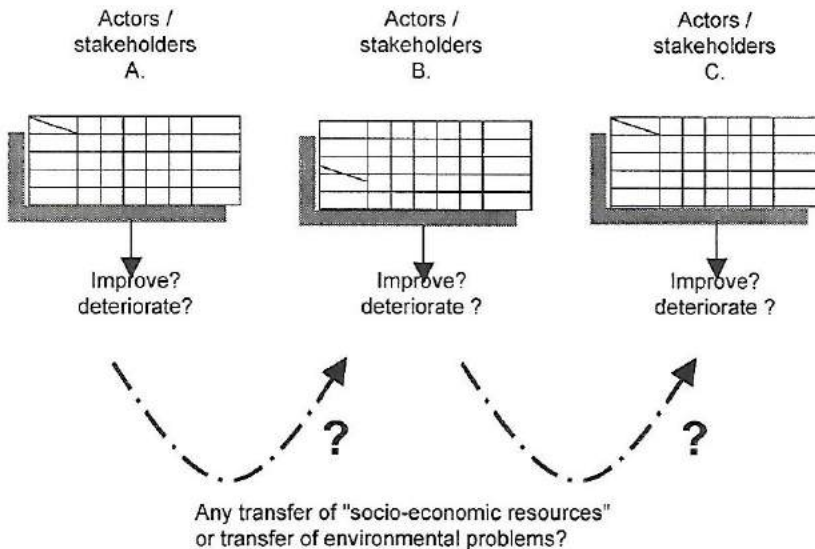 Actors /
stakeholders
A.
Actors /
stakeholders
B.
Actors /
stakeholders
C.
Improve?
deteriorate?
Improve?
deteriorate ?
Improve?
deteriorate ?
?
?
Any transfer of "socio-economic resources"
or transfer of environmental problems?